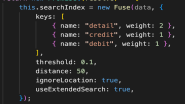 this.searchIndex = new Fuse(data, {
keys: [
{ name: "detail", weight: 2 },
{ name: "credit", weight: 1 },
{ name: "debit", weight: 1 },
],
threshold: 0.1,
distance: 50,
ignoreLocation: true,
useExtendedSearch: true,
});